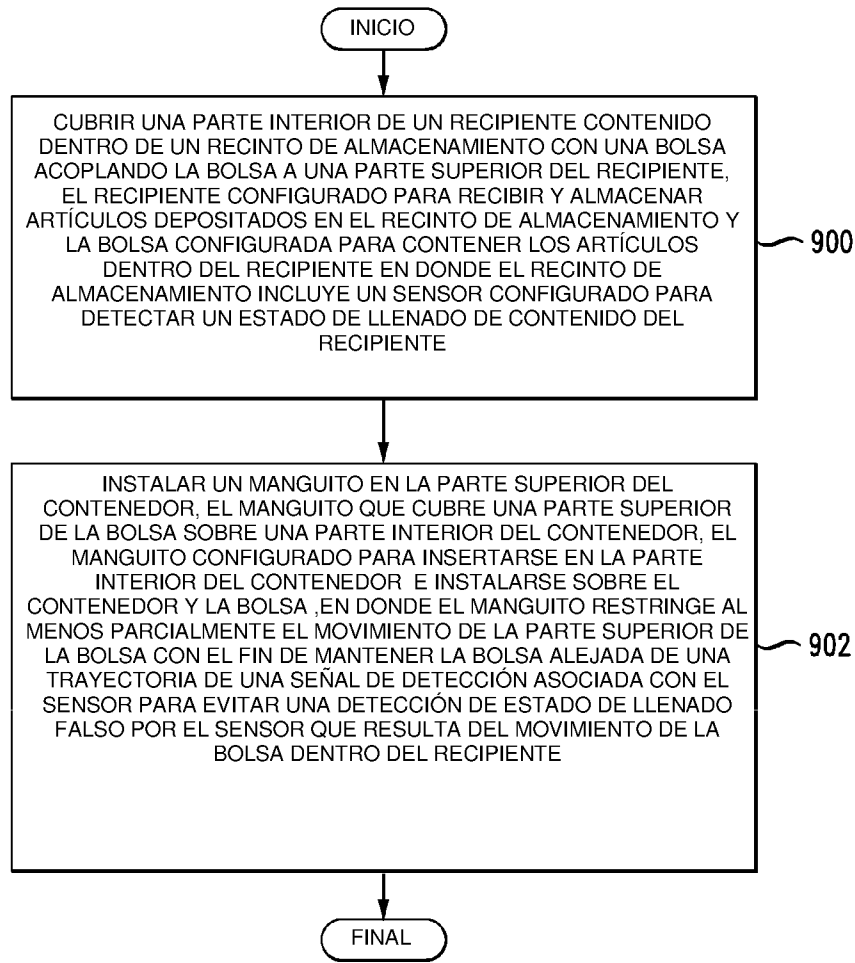 INICIO
CUBRIR UNA PARTE INTERIOR DE UN RECIPIENTE CONTENIDO
DENTRO DE UN RECINTO DE ALMACENAMIENTO CON UNA BOLSA
ACOPLANDO LA BOLSA A UNA PARTE SUPERIOR DEL RECIPIENTE,
EL RECIPIENTE CONFIGURADO PARA RECIBIR Y ALMACENAR
ARTÍCULOS DEPOSITADOS EN EL RECINTO DE ALMACENAMIENTO Y
LA BOLSA CONFIGURADA PARA CONTENER LOS ARTÍCULOS
DENTRO DEL RECIPIENTE EN DONDE EL RECINTO DE
ALMACENAMIENTO INCLUYE UN SENSOR CONFIGURADO PARA
DETECTAR UN ESTADO DE LLENADO DE CONTENIDO DEL
RECIPIENTE
900
INSTALAR UN MANGUITO EN LA PARTE SUPERIOR DEL
CONTENEDOR, EL MANGUITO QUE CUBRE UNA PARTE SUPERIOR
DE LA BOLSA SOBRE UNA PARTE INTERIOR DEL CONTENEDOR, EL
MANGUITO CONFIGURADO PARA INSERTARSE EN LA PARTE
INTERIOR DEL CONTENEDOR E INSTALARSE SOBRE EL
CONTENEDOR Y LA BOLSA ,EN DONDE EL MANGUITO RESTRINGE AL
MENOS PARCIALMENTE EL MOVIMIENTO DE LA PARTE SUPERIOR DE
LA BOLSA CON EL FIN DE MANTENER LA BOLSA ALEJADA DE UNA
TRAYECTORIA DE UNA SEÑAL DE DETECCIÓN ASOCIADA CON EL
SENSOR PARA EVITAR UNA DETECCIÓN DE ESTADO DE LLENADO
FALSO POR EL SENSOR QUE RESULTA DEL MOVIMIENTO DE LA
BOLSA DENTRO DEL RECIPIENTE
902
FINAL